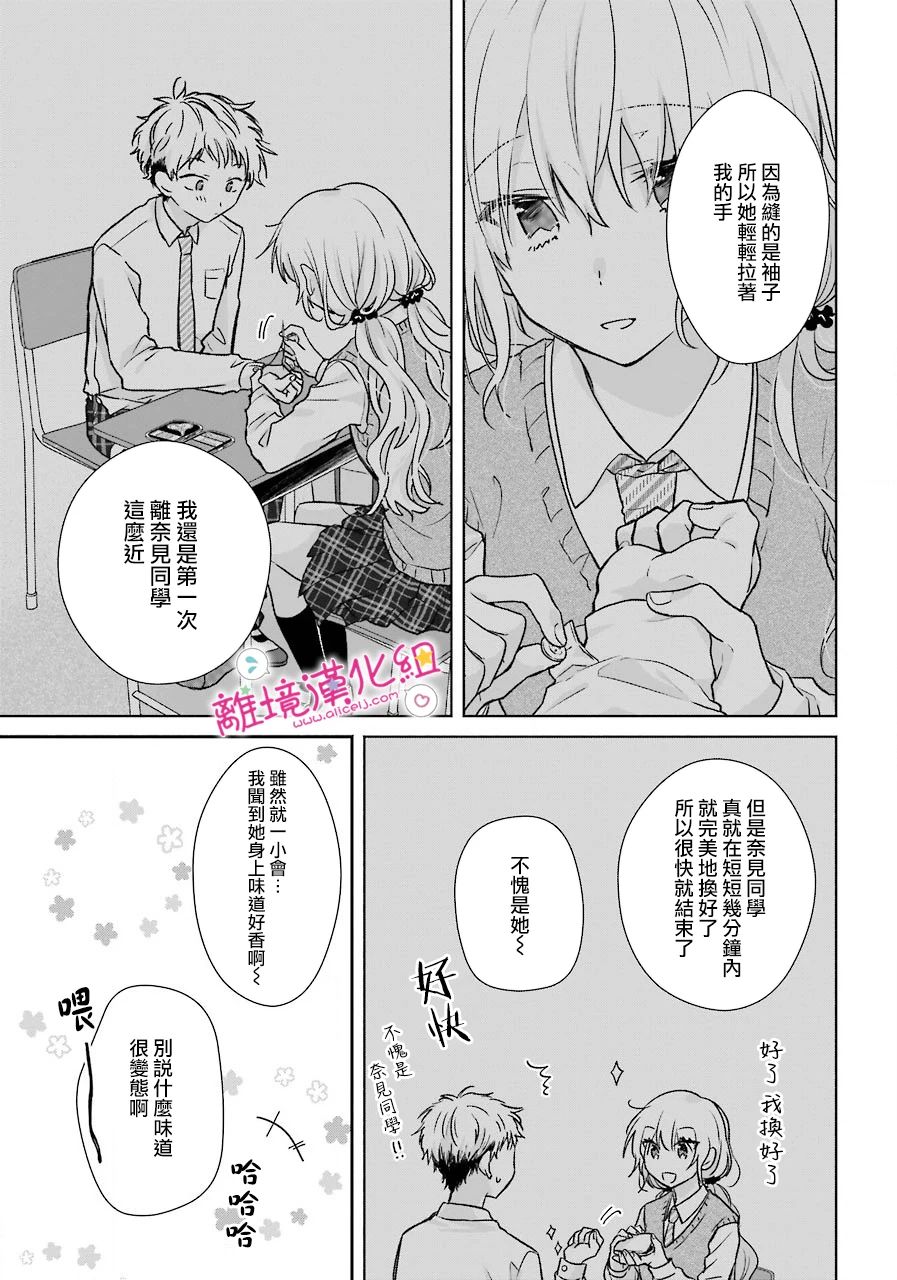 因為縫的是袖子
所以她輕輕拉著
我的手
我還是第一次
離奈見同學
這麼近
離境漢化組
www.alicelj.com
但是奈見同學
真就在短短幾分鐘內
就完美地換好了
所以很快就結束了
好了 我換好了
不愧是她~
好快
不愧是
奈見同學!!
雖然就一小會…
我聞到她身上味道好香啊~
喂
別說什麼味道
很變態啊
哈哈哈